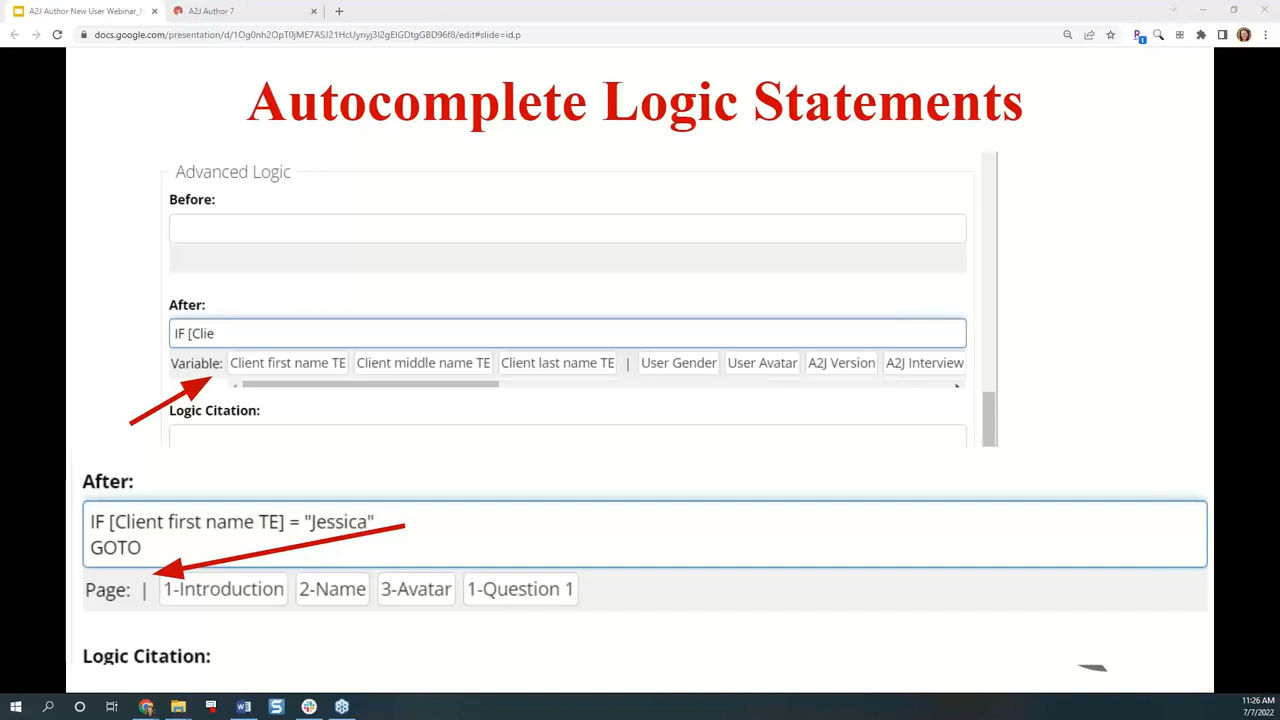 A2J Author New User Webinar_
A2J Author 7
docs.google.com/presentation/d/1Og0nh2OpT0jME7ASJ21HcUynyj3I2gEIGDtgGBD96f8/edit#slide=id.p
Autocomplete Logic Statements
Advanced Logic
Before:
After:
IF [Clie
Variable: Client first name TE Client middle name TE Client last name TE | User Gender User Avatar A2J Version A2J Interview
Logic Citation:
After:
IF [Client first name TE] = "Jessica"
GOTO
Page: | 1-Introduction 2-Name 3-Avatar 1-Question 1
Logic Citation:
11:26 AM
7/7/2022